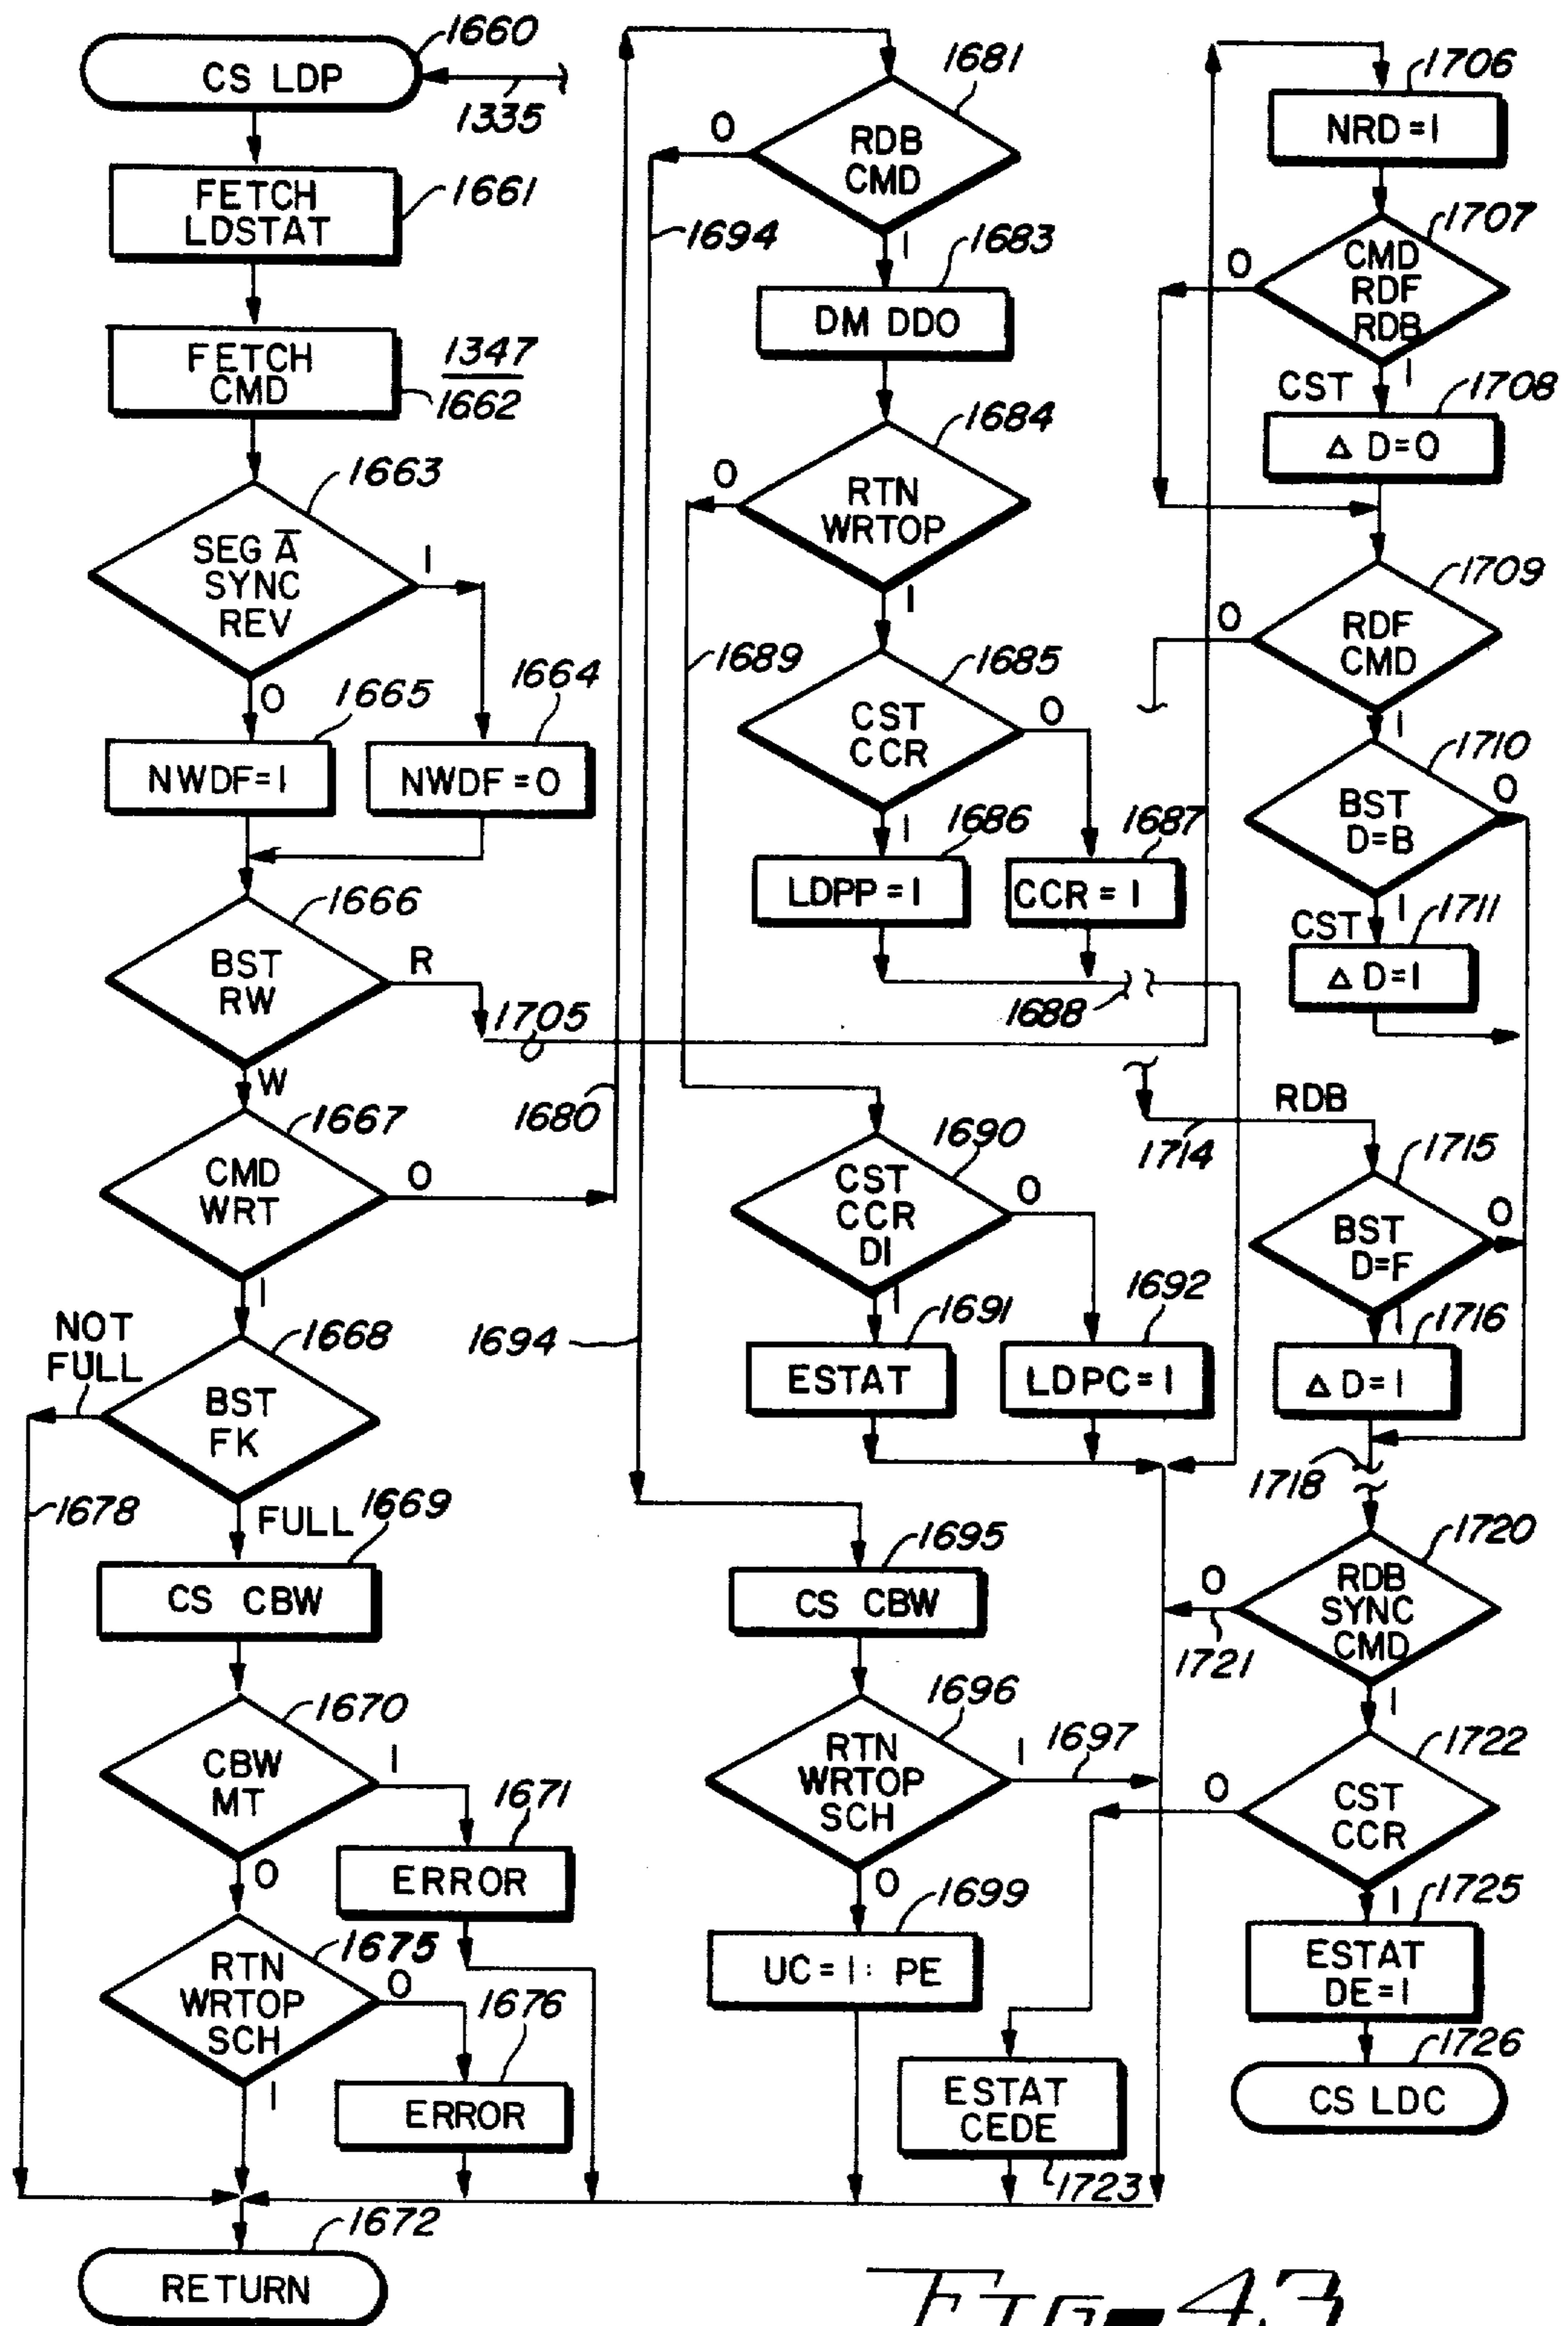 1660
CS LDP
1335
FETCH
LDSTAT
1661
FETCH
CMD
1347
1662
1663
SEG A̅
SYNC
REV
1
0
1665
1664
NWDF=1
NWDF=0
1666
BST
RW
R
1705
W
1667
CMD
WRT
0
1680
1
NOT
FULL
1668
BST
FK
1678
FULL
1669
CS CBW
1670
CBW
MT
1
1671
ERROR
0
1675
RTN
WRTOP
SCH
0
1676
ERROR
1
1672
RETURN
1681
0
RDB
CMD
1694
1
1683
DM DDO
1684
0
RTN
WRTOP
1
1689
1685
CST
CCR
0
1
1686
1687
LDPP=1
CCR=1
1688
1690
CST
CCR
DI
0
1
1691
1692
1694
ESTAT
LDPC=1
1695
CS CBW
1696
RTN
WRTOP
SCH
1
1697
0
1699
UC=1: PE
ESTAT
CEDE
1723
1706
NRD=1
1707
0
CMD
RDF
RDB
CST
1
1708
Δ D=0
1709
0
RDF
CMD
1
1710
BST
D=B
0
CST
1
1711
Δ D=1
RDB
1714
1715
BST
D=F
0
1
1716
Δ D=1
1718
1720
0
RDB
SYNC
CMD
1721
1
1722
0
CST
CCR
1
1725
ESTAT
DE=1
1726
CS LDC
FIG-43